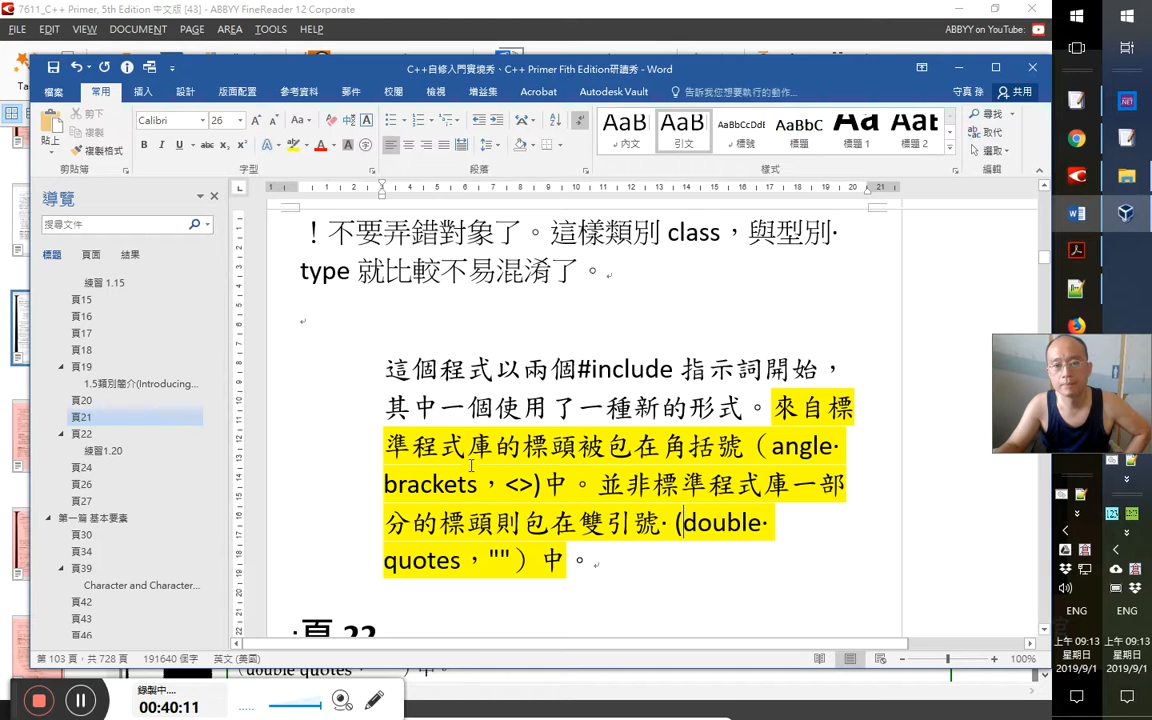 7611_C++ Primer, 5th Edition 中文版 [43] - ABBYY FineReader 12 Corporate
FILE EDIT VIEW DOCUMENT PAGE AREA TOOLS HELP
ABBYY on YouTube:
C++自修入門實境秀、C++ Primer Fith Edition研讀秀 - Word
檔案 常用 插入 設計 版面配置 參考資料 郵件 校閱 檢視 增益集 Acrobat Autodesk Vault 告訴我您想要執行的動作... 守真 孫 共用
貼上 剪下 複製 複製格式
Calibri 26
AaB AaB AaBbCcDdI AaBbC Aa Aat
內文 引文 標號 標題 標題 1 標題 2
尋找 取代 選取
剪貼簿 字型 段落 樣式 編輯
導覽
搜尋文件
標題 頁面 結果
練習 1.15
頁15
頁16
頁17
頁18
頁19
1.5類別簡介(Introducing...
頁20
頁21
頁22
練習1.20
頁24
頁26
頁27
第一篇 基本要素
頁30
頁34
頁39
Character and Character...
頁42
頁43
頁46
！不要弄錯對象了。這樣類別 class，與型別
type 就比較不易混淆了。
這個程式以兩個#include 指示詞開始，
其中一個使用了一種新的形式。來自標
準程式庫的標頭被包在角括號（angle
brackets，<>)中。並非標準程式庫一部
分的標頭則包在雙引號 (double
quotes，""）中。
頁 22
第 103 頁，共 728 頁 191640 個字 英文 (美國)
100%
錄製中....
00:40:11
ENG ENG
上午 09:13 上午 09:13
星期日 星期日
2019/9/1 2019/9/1